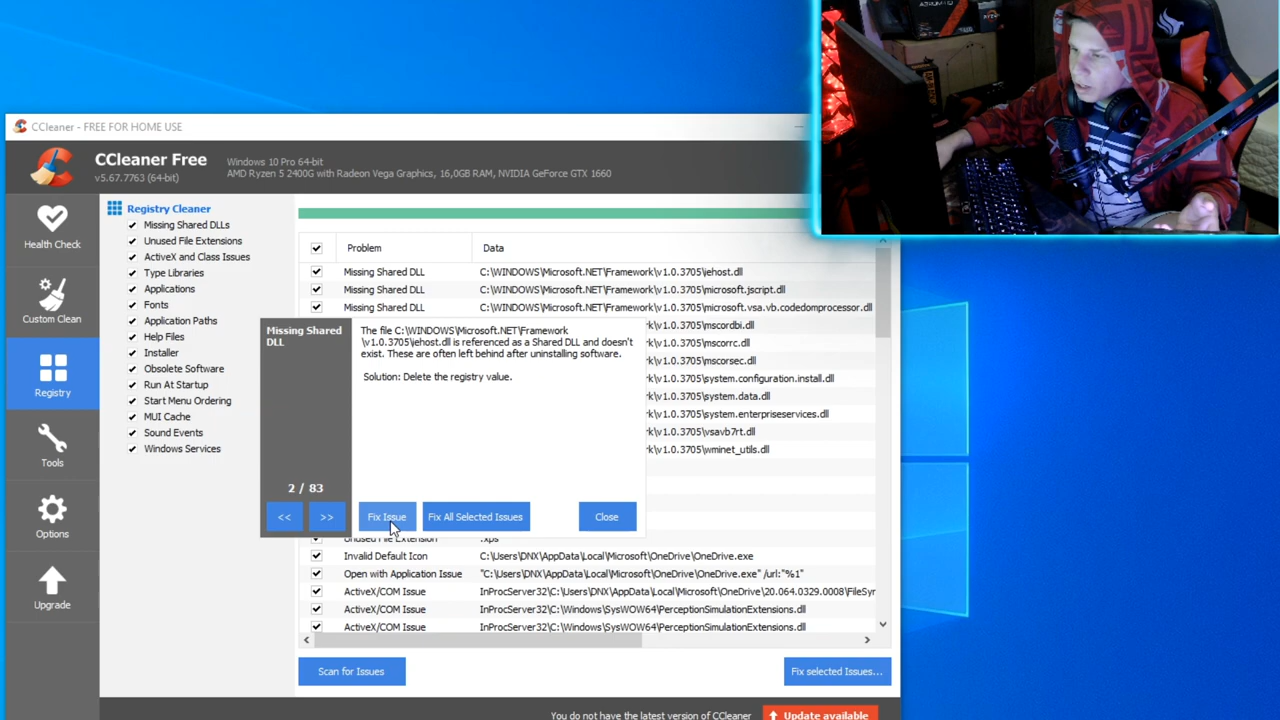 CCleaner - FREE FOR HOME USE
CCleaner Free
v5.67.7763 (64-bit)
Windows 10 Pro 64-bit
AMD Ryzen 5 2400G with Radeon Vega Graphics, 16,0GB RAM, NVIDIA GeForce GTX 1660
Health Check
Custom Clean
Registry
Tools
Options
Upgrade
Registry Cleaner
Missing Shared DLLs
Unused File Extensions
ActiveX and Class Issues
Type Libraries
Applications
Fonts
Application Paths
Help Files
Installer
Obsolete Software
Run At Startup
Start Menu Ordering
MUI Cache
Sound Events
Windows Services
Problem Data
Missing Shared DLL C:\WINDOWS\Microsoft.NET\Framework\v1.0.3705\iehost.dll
Missing Shared DLL C:\WINDOWS\Microsoft.NET\Framework\v1.0.3705\microsoft.jscript.dll
Missing Shared DLL C:\WINDOWS\Microsoft.NET\Framework\v1.0.3705\microsoft.vsa.vb.codedomprocessor.dll
rk\v1.0.3705\mscordbi.dll
rk\v1.0.3705\mscorrc.dll
rk\v1.0.3705\mscorsec.dll
rk\v1.0.3705\system.configuration.install.dll
rk\v1.0.3705\system.data.dll
rk\v1.0.3705\system.enterpriseservices.dll
rk\v1.0.3705\vsavb7rt.dll
rk\v1.0.3705\wminet_utils.dll
Missing Shared
DLL
The file C:\WINDOWS\Microsoft.NET\Framework
\v1.0.3705\iehost.dll is referenced as a Shared DLL and doesn't
exist. These are often left behind after uninstalling software.
Solution: Delete the registry value.
2 / 83
<< >> Fix Issue Fix All Selected Issues Close
Unused File Extension .xps
Invalid Default Icon C:\Users\DNX\AppData\Local\Microsoft\OneDrive\OneDrive.exe
Open with Application Issue "C:\Users\DNX\AppData\Local\Microsoft\OneDrive\OneDrive.exe" /url:"%1"
ActiveX/COM Issue InProcServer32\C:\Users\DNX\AppData\Local\Microsoft\OneDrive\20.064.0329.0008\FileSyr
ActiveX/COM Issue InProcServer32\C:\Windows\SysWOW64\PerceptionSimulationExtensions.dll
ActiveX/COM Issue InProcServer32\C:\Windows\SysWOW64\PerceptionSimulationExtensions.dll
Scan for Issues
Fix selected Issues...
You do not have the latest version of CCleaner
Update available